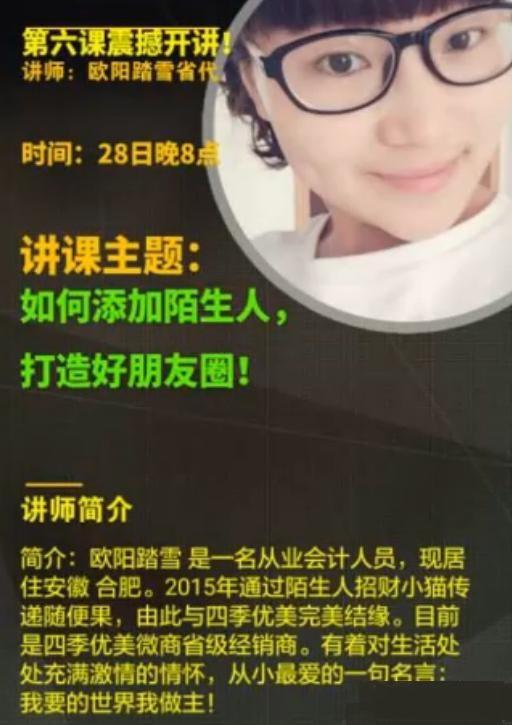 第六课震撼开讲！
讲师：欧阳踏雪省代
时间：28日晚8点
讲课主题：
如何添加陌生人，
打造好朋友圈！
讲师简介
简介：欧阳踏雪 是一名从业会计人员，现居
住安徽 合肥。2015年通过陌生人招财小猫传
递随便果，由此与四季优美完美结缘。目前
是四季优美微商省级经销商。有着对生活处
处充满激情的情怀，从小最爱的一句名言：
我要的世界我做主！